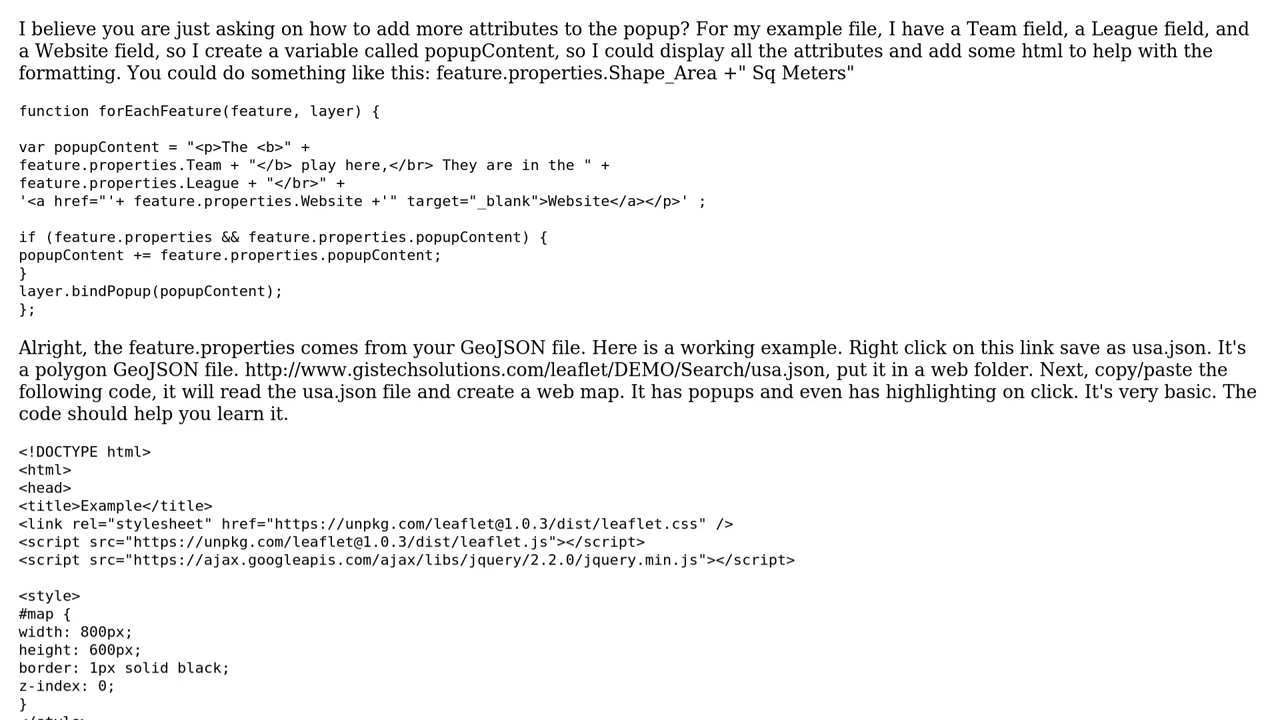 I believe you are just asking on how to add more attributes to the popup? For my example file, I have a Team field, a League field, and
a Website field, so I create a variable called popupContent, so I could display all the attributes and add some html to help with the
formatting. You could do something like this: feature.properties.Shape_Area +" Sq Meters"
function forEachFeature(feature, layer) {
var popupContent = "<p>The <b>" +
feature.properties.Team + "</b> play here,</br> They are in the " +
feature.properties.League + "</br>" +
'<a href="'+ feature.properties.Website +'" target="_blank">Website</a></p>' ;
if (feature.properties && feature.properties.popupContent) {
popupContent += feature.properties.popupContent;
}
layer.bindPopup(popupContent);
};
Alright, the feature.properties comes from your GeoJSON file. Here is a working example. Right click on this link save as usa.json. It's
a polygon GeoJSON file. http://www.gistechsolutions.com/leaflet/DEMO/Search/usa.json, put it in a web folder. Next, copy/paste the
following code, it will read the usa.json file and create a web map. It has popups and even has highlighting on click. It's very basic. The
code should help you learn it.
<!DOCTYPE html>
<html>
<head>
<title>Example</title>
<link rel="stylesheet" href="https://unpkg.com/leaflet@1.0.3/dist/leaflet.css" />
<script src="https://unpkg.com/leaflet@1.0.3/dist/leaflet.js"></script>
<script src="https://ajax.googleapis.com/ajax/libs/jquery/2.2.0/jquery.min.js"></script>
<style>
#map {
width: 800px;
height: 600px;
border: 1px solid black;
z-index: 0;
}